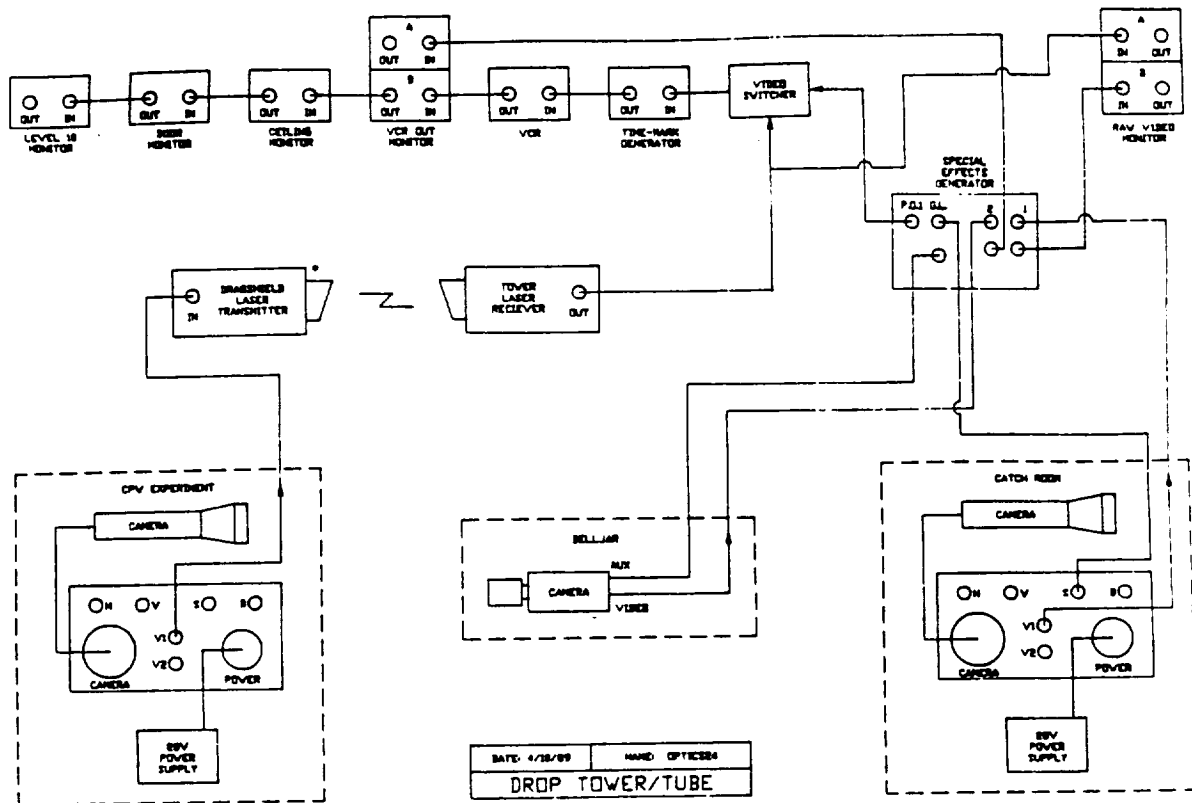 4
OUT IN
A
IN OUT
OUT IN
OUT IN
OUT IN
9
OUT IN
OUT IN
OUT IN
VIDEO
SWITCHER
IN OUT
LEVEL 10
MONITOR
DOOR
MONITOR
CEILING
MONITOR
VCR OUT
MONITOR
VCR
TIME-MARK
GENERATOR
RAW VIDEO
MONITOR
SPECIAL
EFFECTS
GENERATOR
P.O.1 G.L. 2 1
DRAGSHIELD
LASER
TRANSMITTER
IN
TOWER
LASER
RECIEVER
OUT
CPV EXPERIMENT
CAMERA
H V S B
V1
V2
CAMERA
POWER
28V
POWER
SUPPLY
BELLJAR
CAMERA
AUX
VIDEO
CATCH ROOM
CAMERA
H V S B
V1
V2
CAMERA
POWER
28V
POWER
SUPPLY
NAME: OPTICS24
DROP TOWER/TUBE